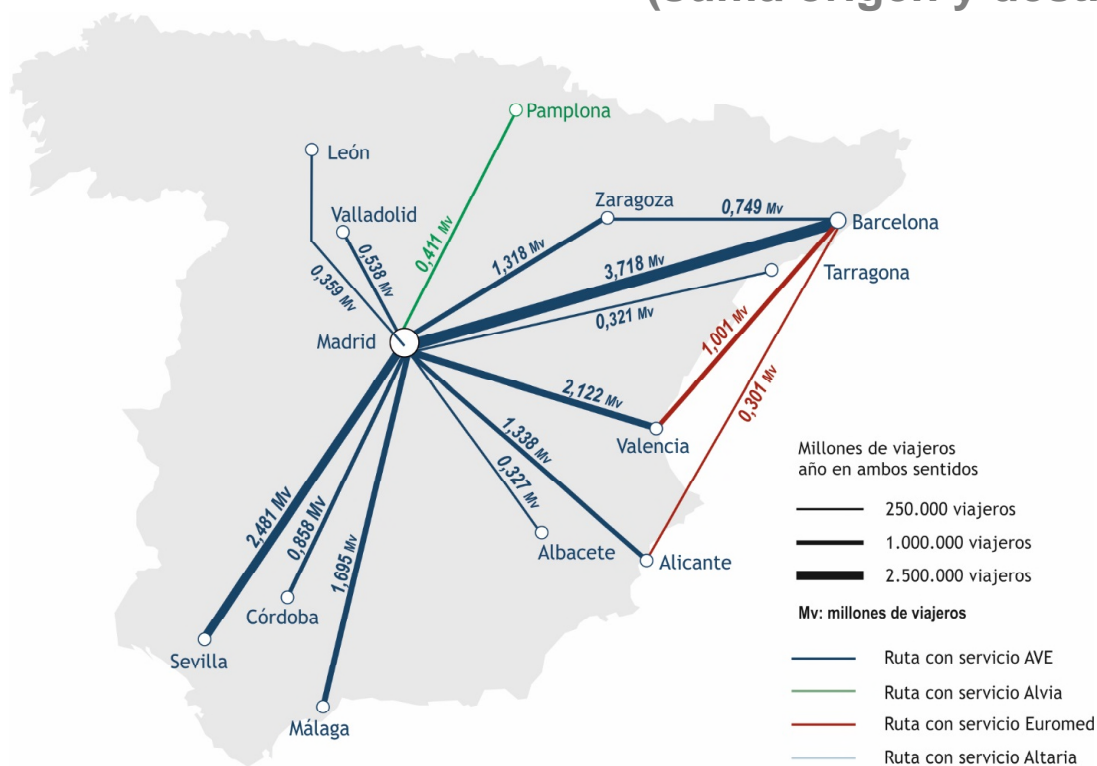 (Suma origen y
Pamplona
León
Zaragoza
0,749 Mv
Valladolid
Barcelona
0,411 Mv
0,538 Mv
1,318 Mv
3,718 Mv
0,359 Mv
Tarragona
0,321 Mv
Madrid
1,001 Mv
2,122 Mv
0,301 Mv
1,338 Mv
Valencia
0,327 Mv
2,481 Mv
0,858 Mv
1,695 Mv
Albacete
Alicante
Córdoba
Sevilla
Málaga
Millones de viajeros
año en ambos sentidos
250.000 viajeros
1.000.000 viajeros
2.500.000 viajeros
Mv: millones de viajeros
Ruta con servicio AVE
Ruta con servicio Alvia
Ruta con servicio Euromed
Ruta con servicio Altaria